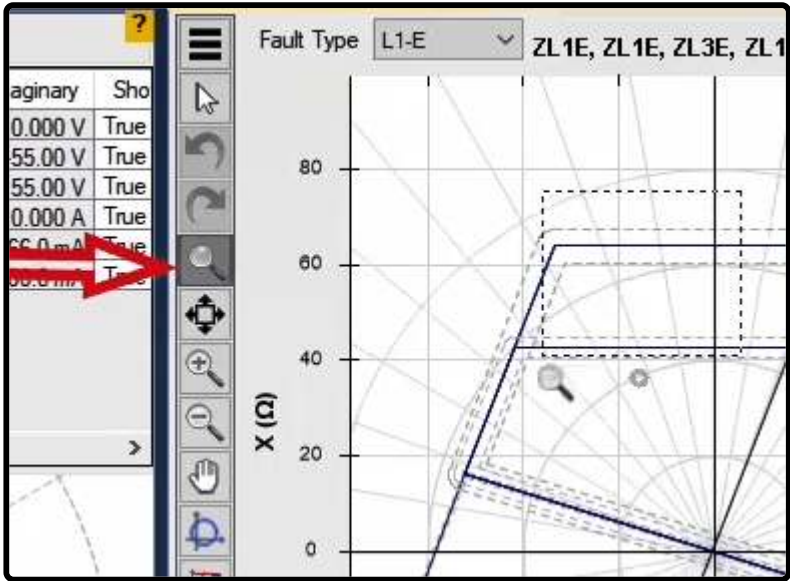 ?
aginary Sho
0.000 V True
55.00 V True
55.00 V True
0.000 A True
Fault Type L1-E ZL1E, ZL1E, ZL3E, ZL1
X (Ω)
80
60
40
20
0